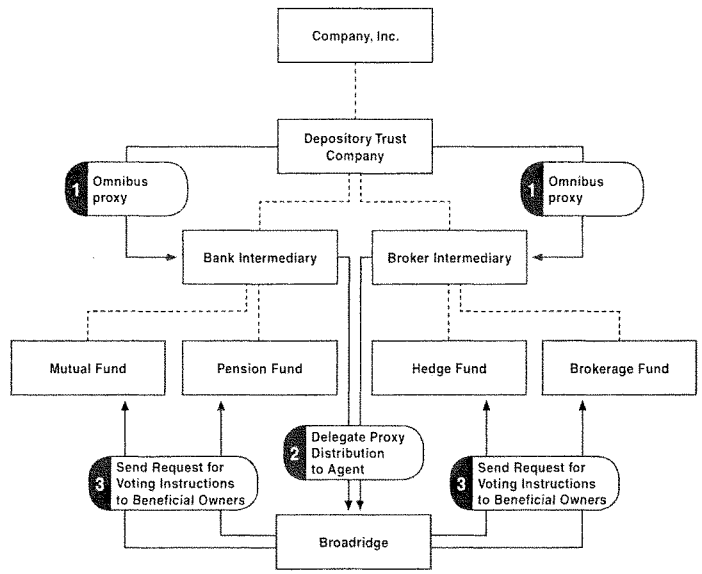 Company, Inc.
Depository Trust
Company
1 Omnibus
proxy
1 Omnibus
proxy
Bank Intermediary
Broker Intermediary
Mutual Fund
Pension Fund
Hedge Fund
Brokerage Fund
2 Delegate Proxy
Distribution
to Agent
3 Send Request for
Voting Instructions
to Beneficial Owners
3 Send Request for
Voting Instructions
to Beneficial Owners
Broadridge